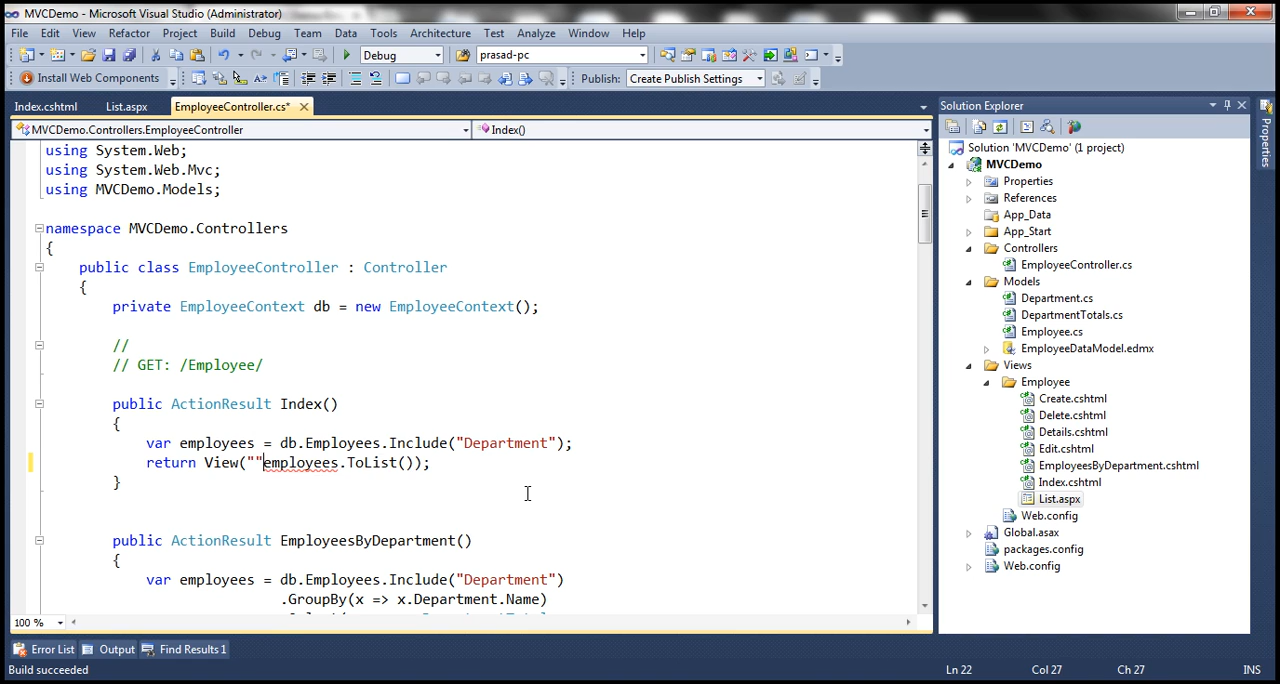 MVCDemo - Microsoft Visual Studio (Administrator)
File Edit View Refactor Project Build Debug Team Data Tools Architecture Test Analyze Window Help
Debug prasad-pc
Install Web Components Publish: Create Publish Settings
Index.cshtml List.aspx EmployeeController.cs*
MVCDemo.Controllers.EmployeeController Index()
using System.Web;
using System.Web.Mvc;
using MVCDemo.Models;
namespace MVCDemo.Controllers
{
public class EmployeeController : Controller
{
private EmployeeContext db = new EmployeeContext();
//
// GET: /Employee/
public ActionResult Index()
{
var employees = db.Employees.Include("Department");
return View(""employees.ToList());
}
public ActionResult EmployeesByDepartment()
{
var employees = db.Employees.Include("Department")
.GroupBy(x => x.Department.Name)
100 %
Solution Explorer
Solution 'MVCDemo' (1 project)
MVCDemo
Properties
References
App_Data
App_Start
Controllers
EmployeeController.cs
Models
Department.cs
DepartmentTotals.cs
Employee.cs
EmployeeDataModel.edmx
Views
Employee
Create.cshtml
Delete.cshtml
Details.cshtml
Edit.cshtml
EmployeesByDepartment.cshtml
Index.cshtml
List.aspx
Web.config
Global.asax
packages.config
Web.config
Properties
Error List Output Find Results 1
Build succeeded Ln 22 Col 27 Ch 27 INS